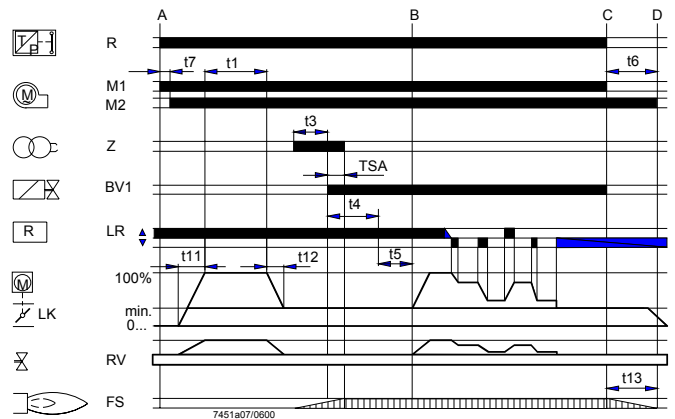 A B C D
R
t7 t1 t6
M1
M
M2
t3
Z
TSA
BV1
t4
R LR
t11 t12 t5
100%
M
min.
LK
0...
RV
t13
FS
7451a07/0600
T/P